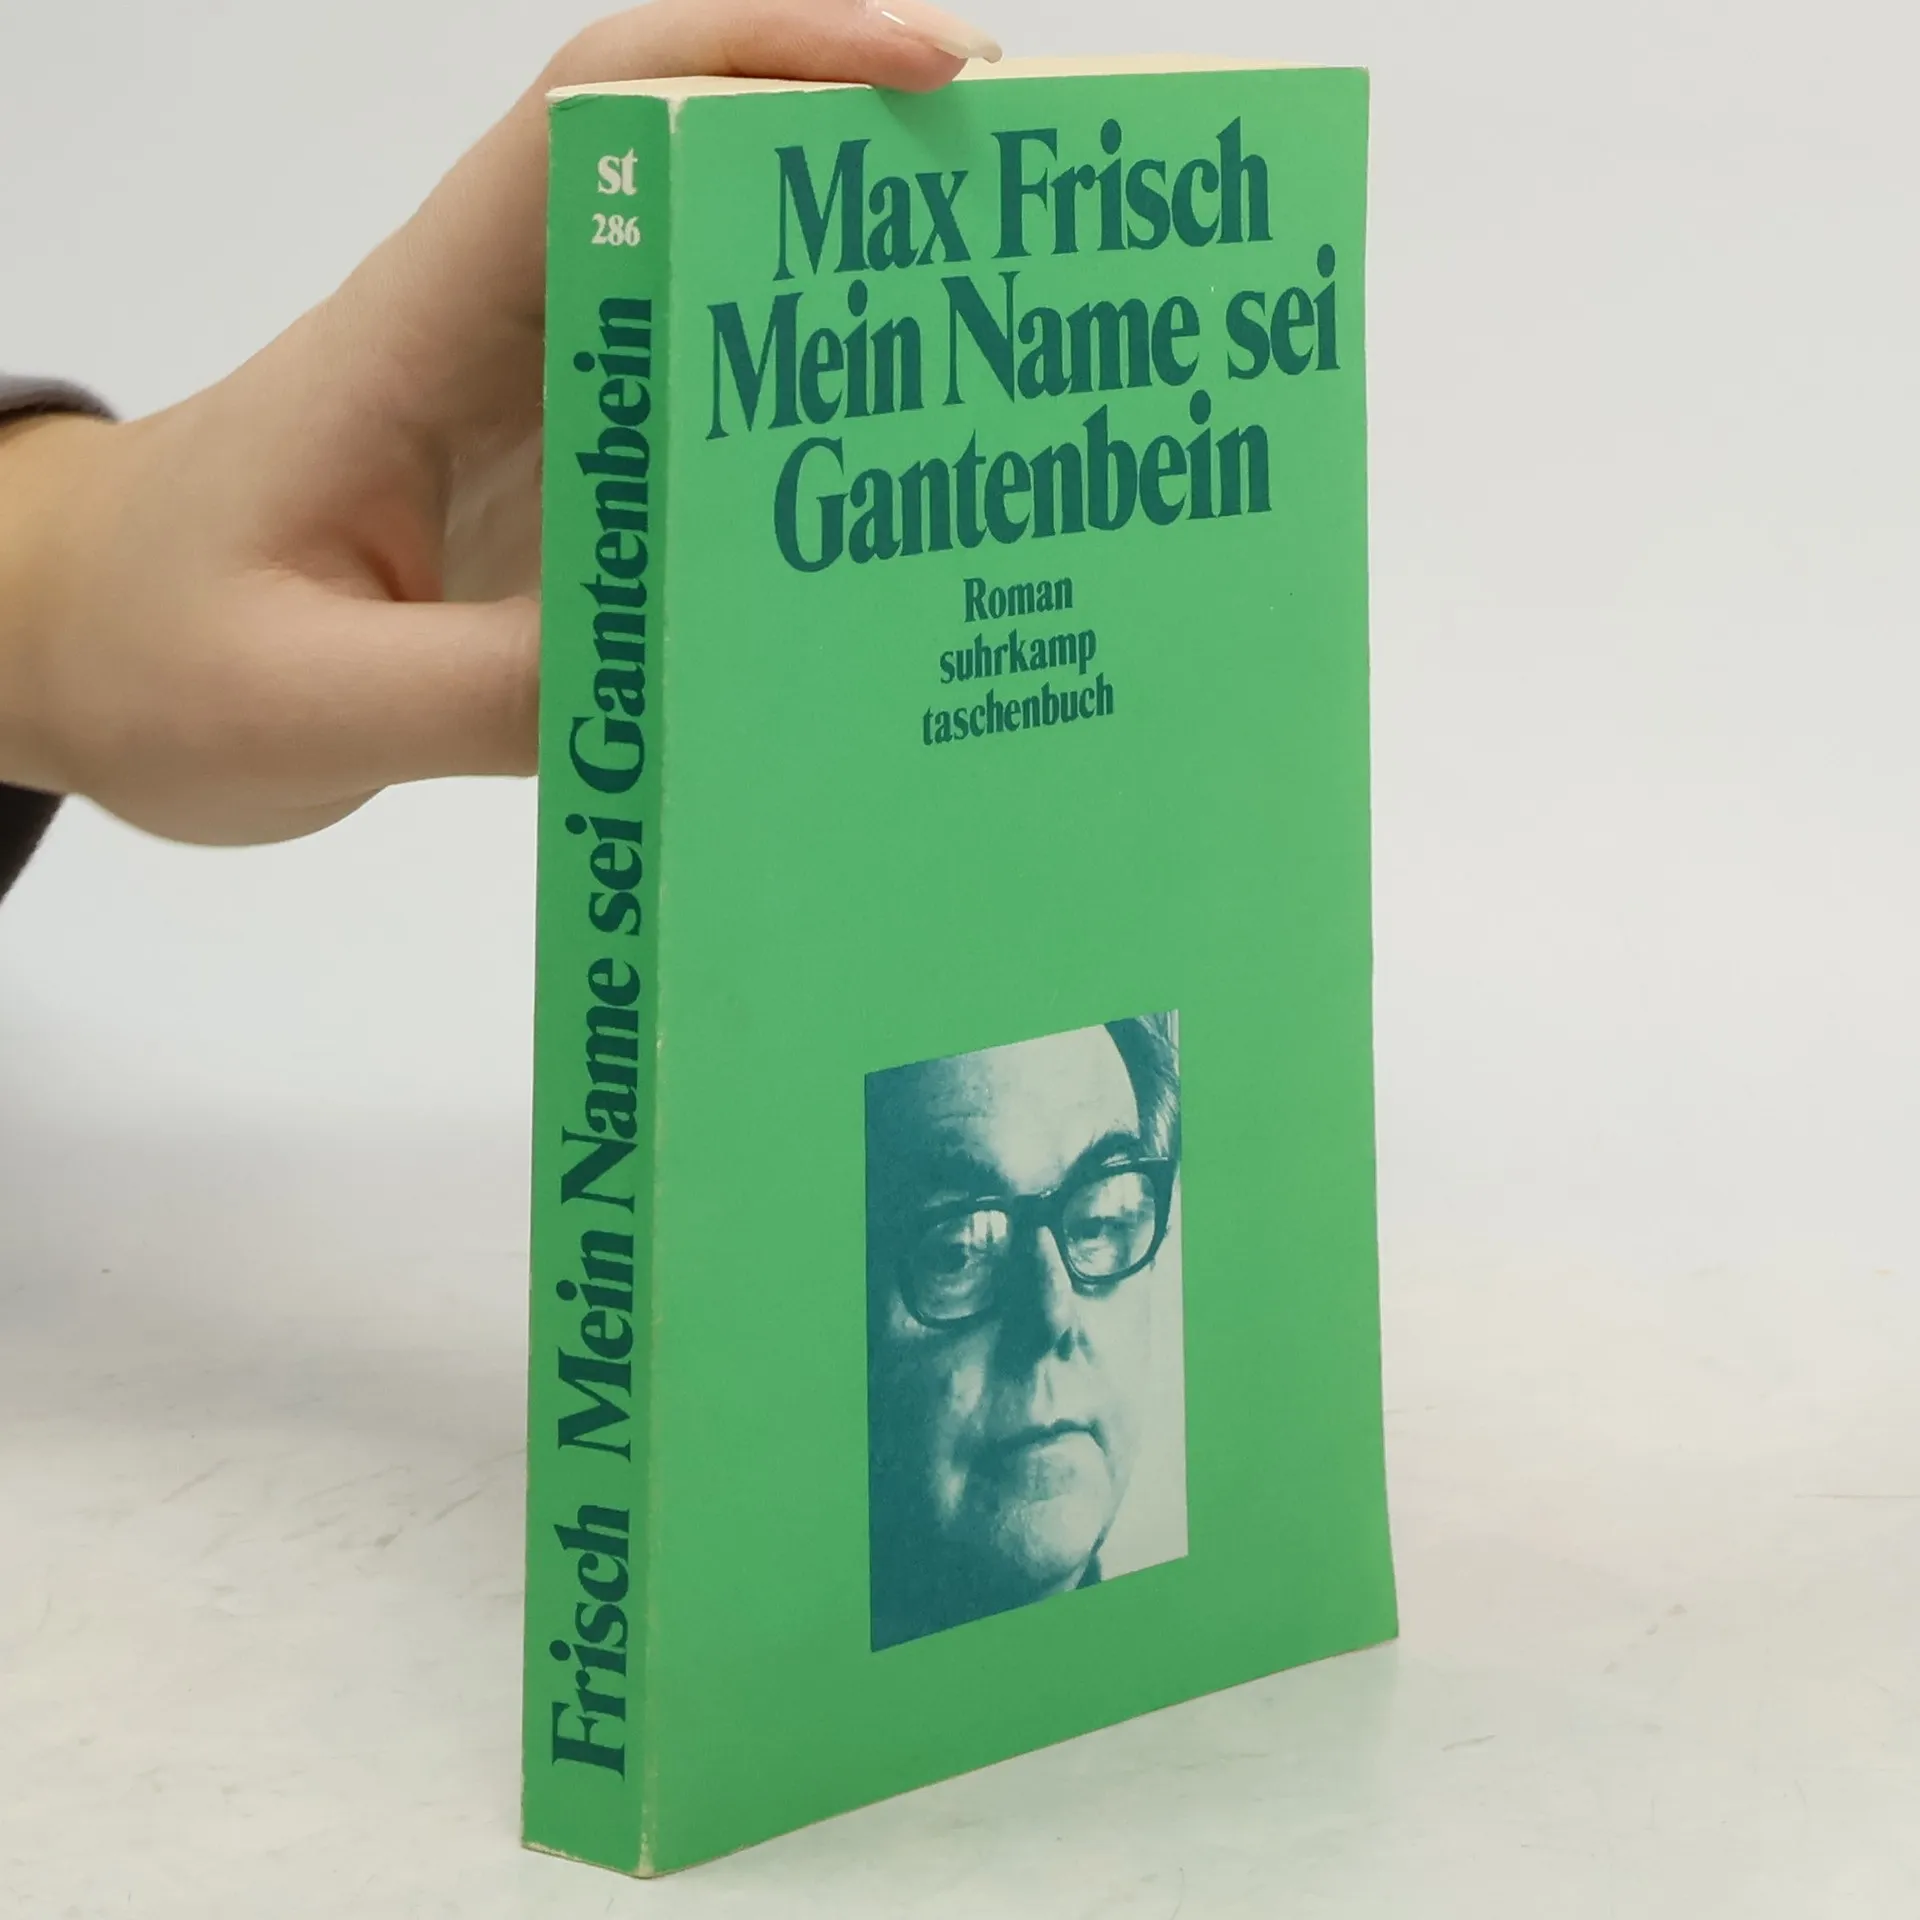 st
286
Frisch Mein Name sei Gantenbein
Max Frisch
Mein Name sei
Gantenbein
Roman
suhrkamp
taschenbuch